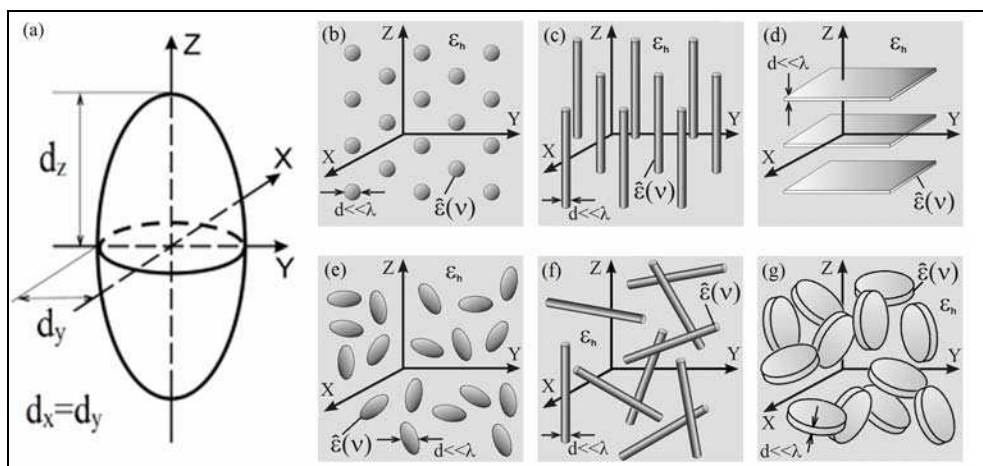 (a)
Z
X
Y
d_z
d_y
d_x=d_y
(b)
Z
ε_h
Y
X
d<<λ
ε̂(ν)
(c)
Z
ε_h
Y
X
d<<λ
ε̂(ν)
(d)
Z
ε_h
d<<λ
Y
X
ε̂(ν)
(e)
Z
ε_h
Y
X
ε̂(ν)
d<<λ
(f)
Z
ε̂(ν)
ε_h
Y
X
d<<λ
(g)
Z
ε̂(ν)
ε_h
Y
X
d<<λ